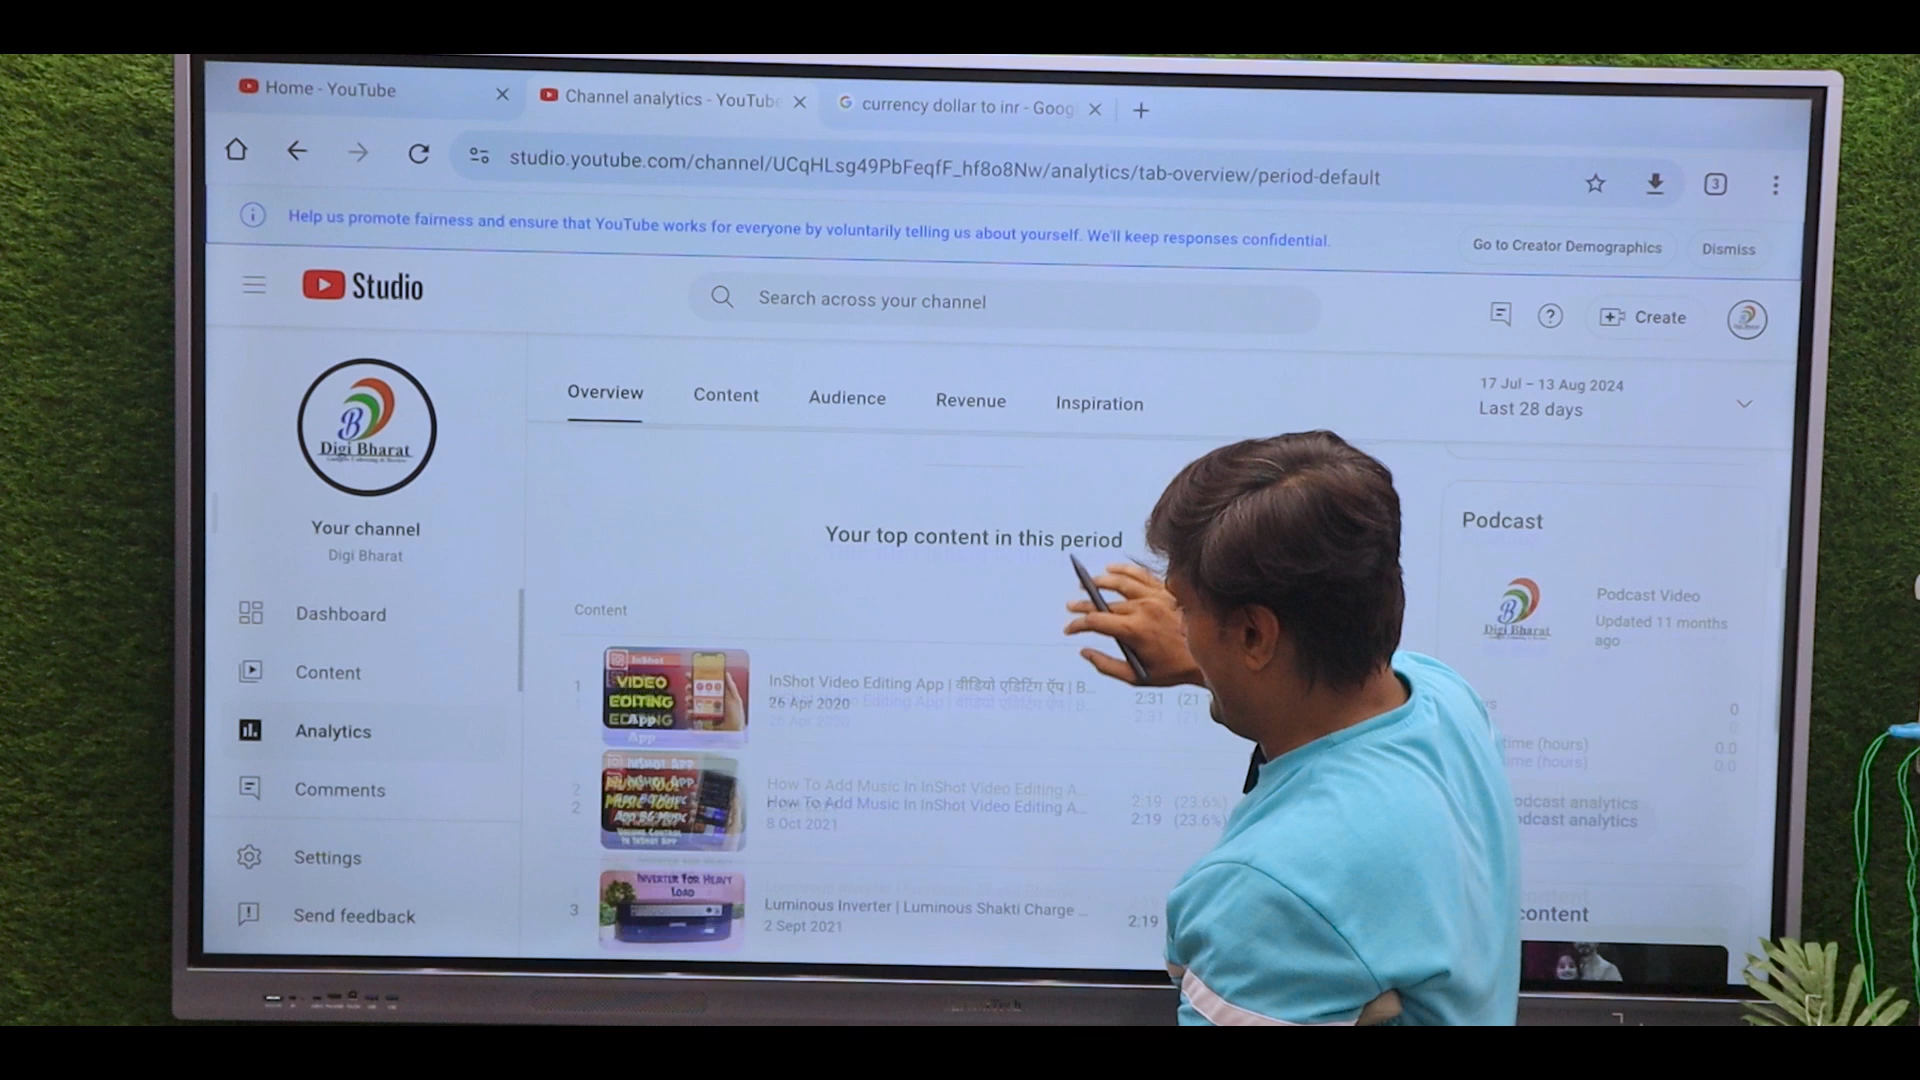 Home - YouTube
Channel analytics - YouTube
currency dollar to inr - Goog
studio.youtube.com/channel/UCqHLsg49PbFeqfF_hf8o8Nw/analytics/tab-overview/period-default
3
Help us promote fairness and ensure that YouTube works for everyone by voluntarily telling us about yourself. We'll keep responses confidential.
Go to Creator Demographics
Dismiss
Studio
Search across your channel
Create
Digi Bharat
Your channel
Digi Bharat
Dashboard
Content
Analytics
Comments
Settings
Send feedback
Overview
Content
Audience
Revenue
Inspiration
17 Jul – 13 Aug 2024
Last 28 days
Your top content in this period
Content
1
InShot
VIDEO
EDITING
App
InShot Video Editing App | वीडियो एडिटिंग ऍप | B...
26 Apr 2020
2:31 (21
2
How To Add Music In InShot Video Editing A...
8 Oct 2021
2:19 (23.6%)
3
Inverter For Heavy
Load
Luminous Inverter | Luminous Shakti Charge ...
2 Sept 2021
2:19
Podcast
Digi Bharat
Podcast Video
Updated 11 months
ago
0
time (hours)
0.0
analytics
content